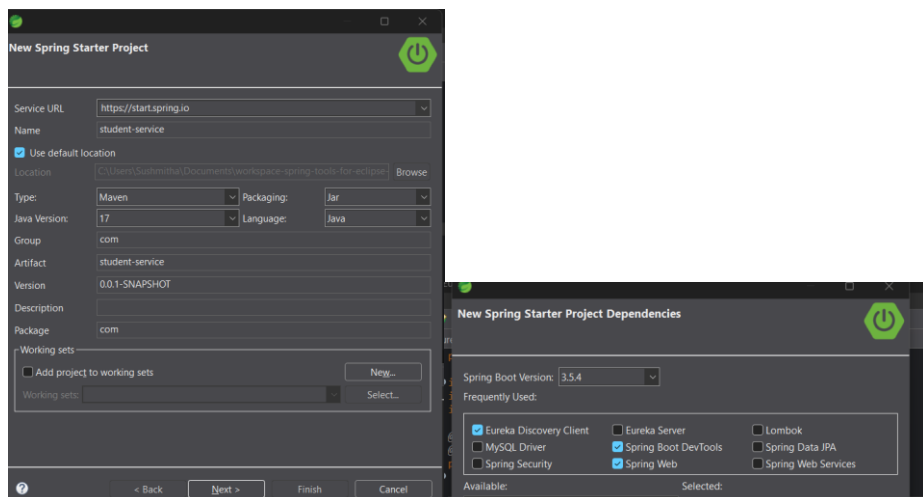 New Spring Starter Project
Service URL https://start.spring.io
Name student-service
Use default location
Location C:\Users\Sushmitha\Documents\workspace-spring-tools-for-eclipse- Browse
Type: Maven Packaging: Jar
Java Version: 17 Language: Java
Group com
Artifact student-service
Version 0.0.1-SNAPSHOT
Description
Package com
Working sets
Add project to working sets New...
Working sets: Select...
? < Back Next > Finish Cancel
New Spring Starter Project Dependencies
Spring Boot Version: 3.5.4
Frequently Used:
Eureka Discovery Client Eureka Server Lombok
MySQL Driver Spring Boot DevTools Spring Data JPA
Spring Security Spring Web Spring Web Services
Available: Selected: